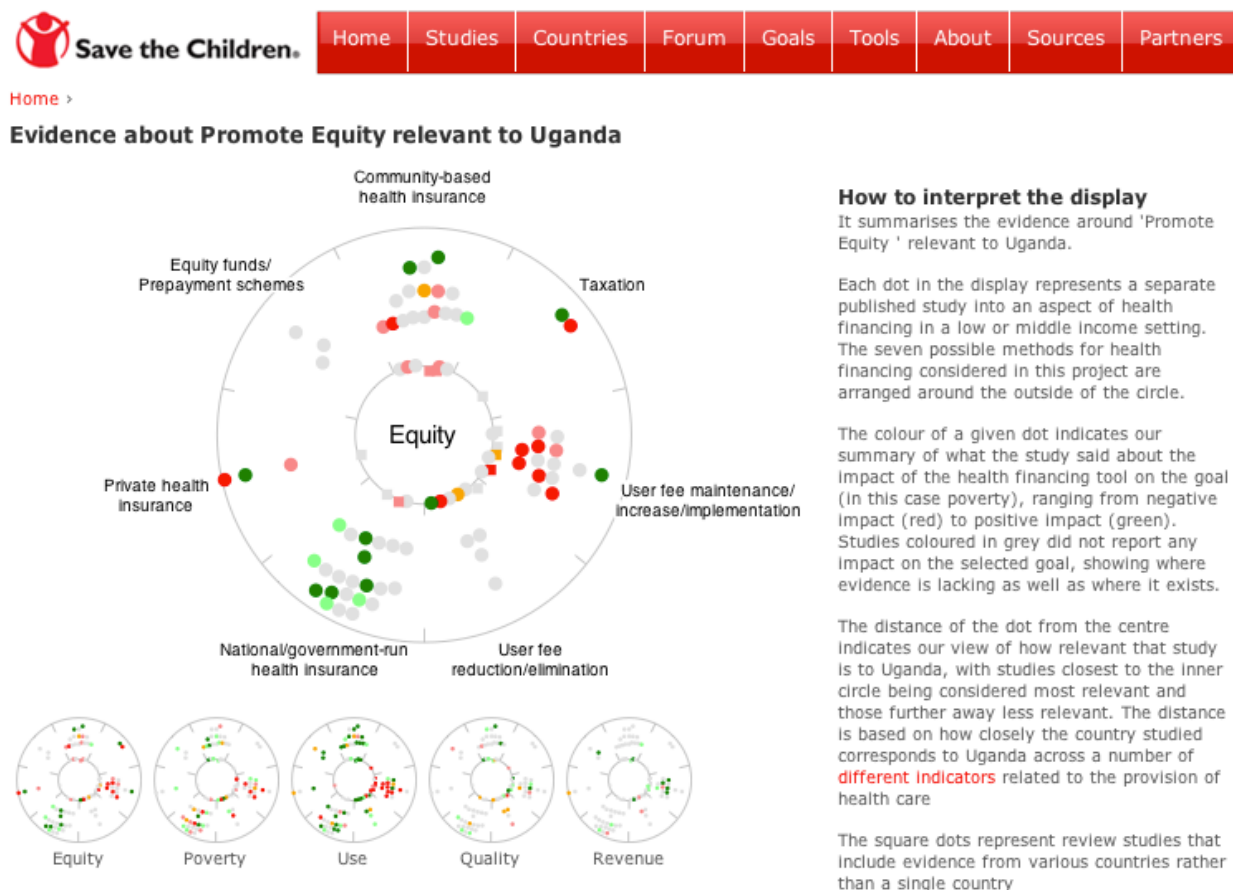 Save the Children®
Home
Studies
Countries
Forum
Goals
Tools
About
Sources
Partners
Home ›
Evidence about Promote Equity relevant to Uganda
Community-based
health insurance
Equity funds/
Prepayment schemes
Taxation
Equity
Private health
insurance
User fee maintenance/
increase/implementation
National/government-run
health insurance
User fee
reduction/elimination
Equity
Poverty
Use
Quality
Revenue
How to interpret the display
It summarises the evidence around 'Promote
Equity ' relevant to Uganda.
Each dot in the display represents a separate
published study into an aspect of health
financing in a low or middle income setting.
The seven possible methods for health
financing considered in this project are
arranged around the outside of the circle.
The colour of a given dot indicates our
summary of what the study said about the
impact of the health financing tool on the goal
(in this case poverty), ranging from negative
impact (red) to positive impact (green).
Studies coloured in grey did not report any
impact on the selected goal, showing where
evidence is lacking as well as where it exists.
The distance of the dot from the centre
indicates our view of how relevant that study
is to Uganda, with studies closest to the inner
circle being considered most relevant and
those further away less relevant. The distance
is based on how closely the country studied
corresponds to Uganda across a number of
different indicators related to the provision of
health care
The square dots represent review studies that
include evidence from various countries rather
than a single country